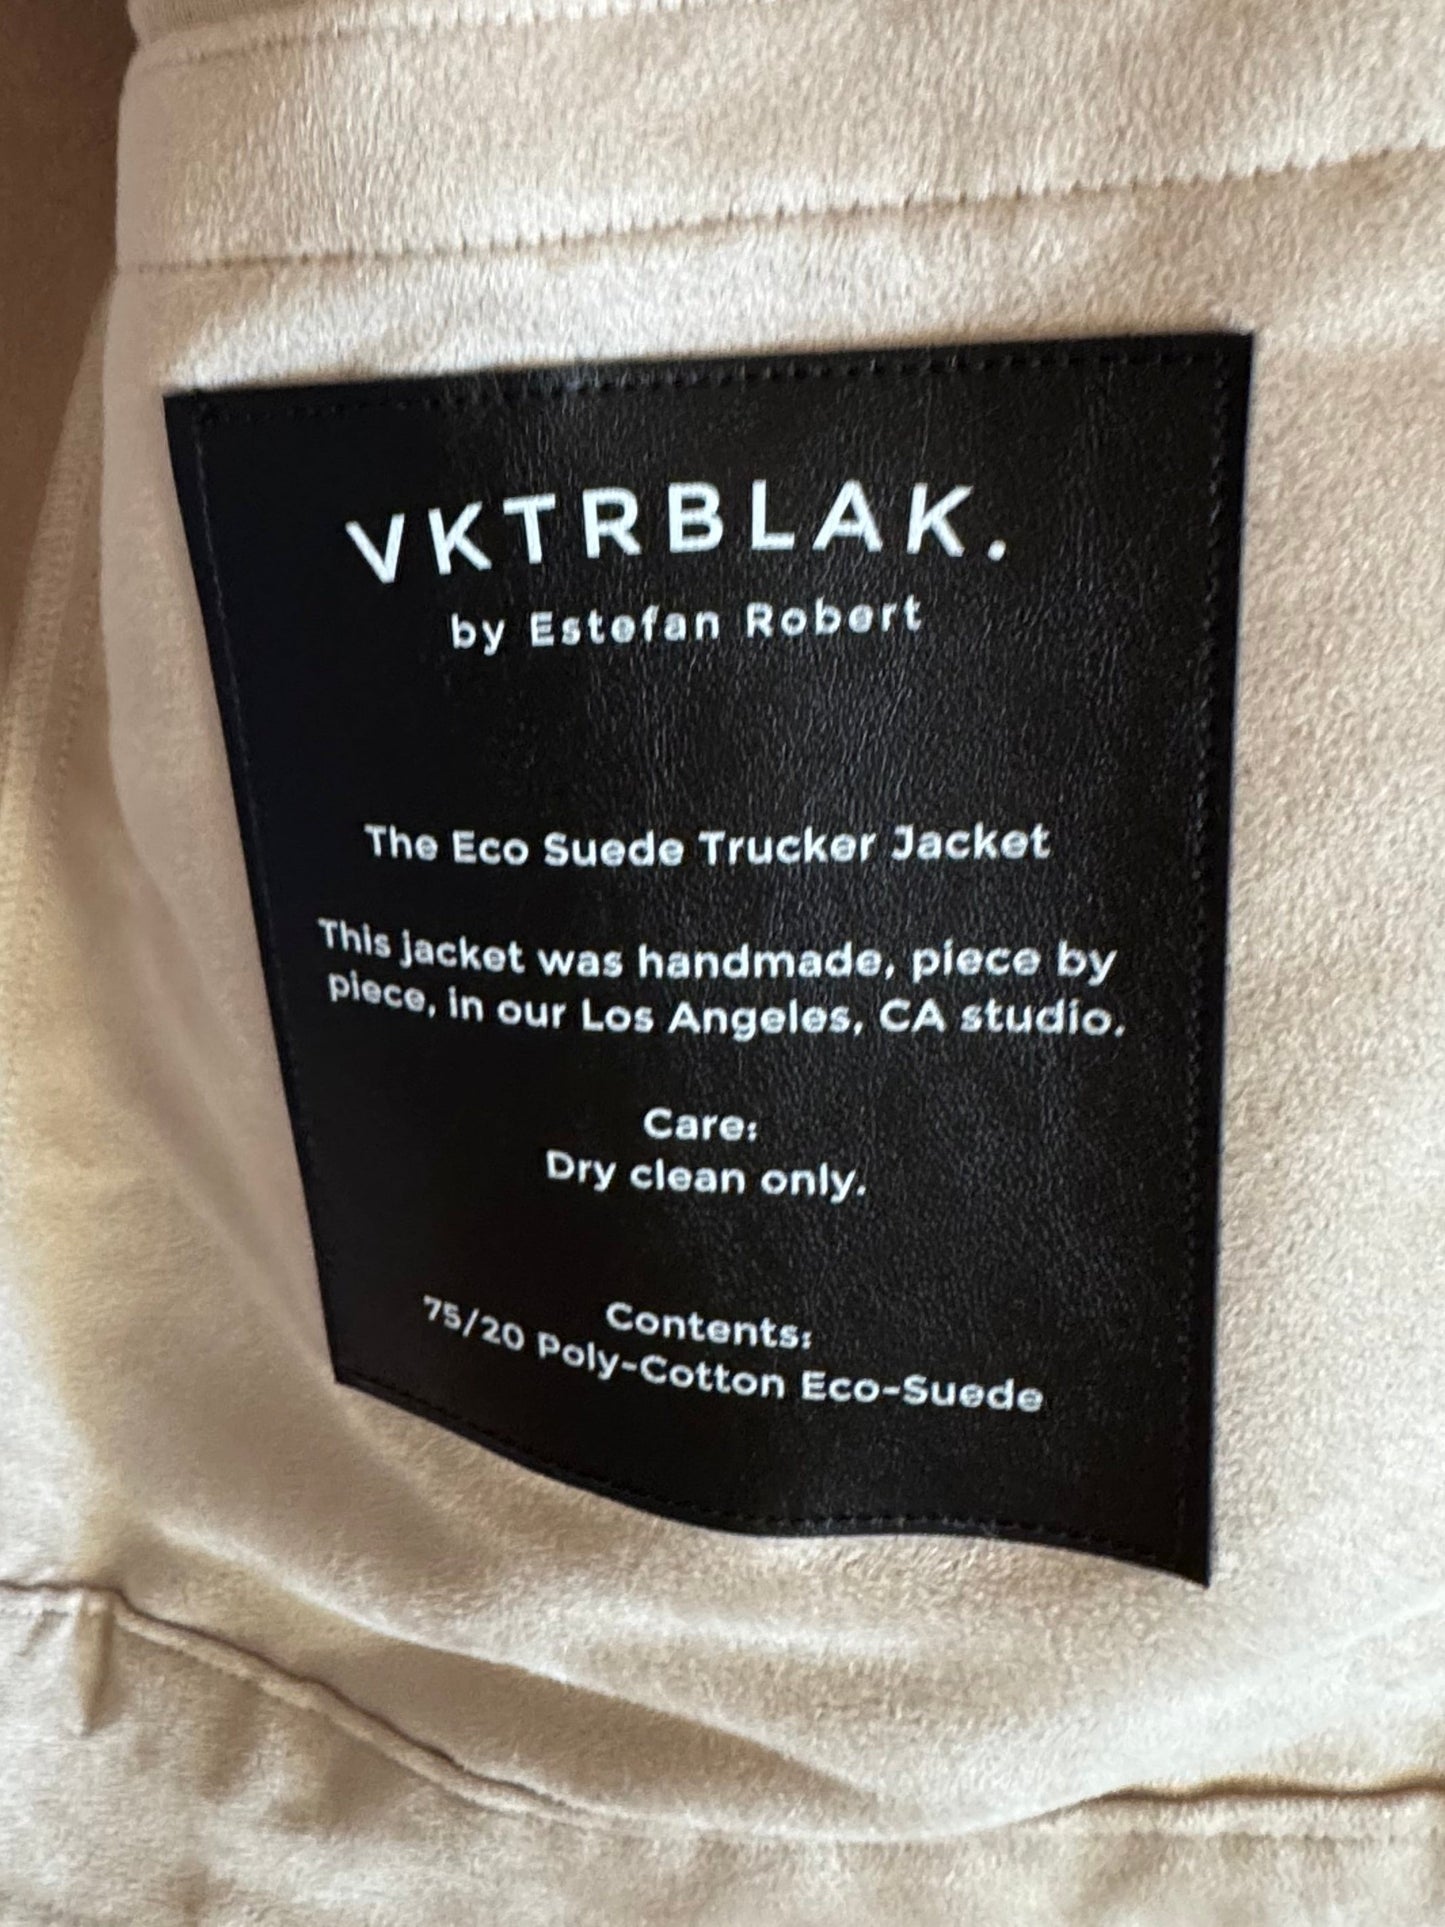 VKTRBLAK.
by Estefan Robert
The Eco Suede Trucker Jacket
This jacket was handmade, piece by
piece, in our Los Angeles, CA studio.
Care:
Dry clean only.
Contents:
75/20 Poly-Cotton Eco-Suede